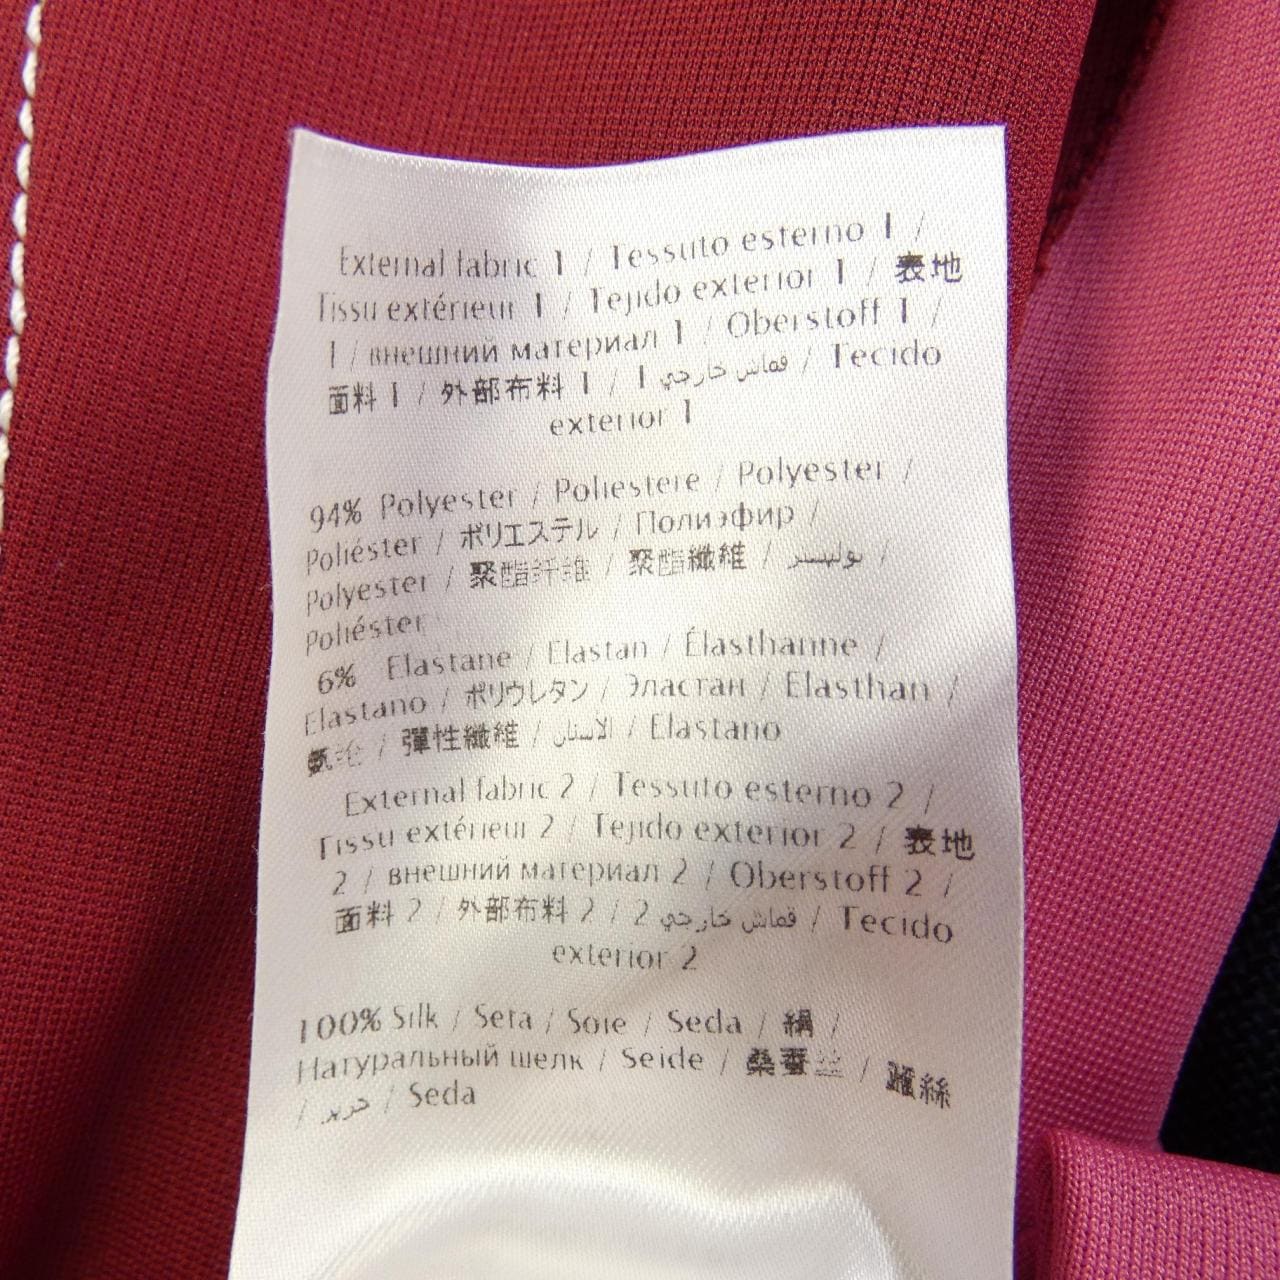 External fabric 1 / Tessuto esterno 1 /
Tissu extérieur 1 / Tejido exterior 1 / 表地
1 / внешний материал 1 / Oberstoff 1 /
面料 1 / 外部布料 1 / 1 قماش خارجي / Tecido
exterior 1
94% Polyester / Poliestere / Polyester /
Poliéster / ポリエステル / Полиэфир /
Polyester / 聚酯纤维 / 聚酯纖維 / بوليستر /
Poliéster
6% Elastane / Elastan / Élasthanne /
Elastano / ポリウレタン / Эластан / Elasthan /
氨纶 / 彈性纖維 / الاستان / Elastano
External fabric 2 / Tessuto esterno 2 /
Tissu extérieur 2 / Tejido exterior 2 / 表地
2 / внешний материал 2 / Oberstoff 2 /
面料 2 / 外部布料 2 / 2 قماش خارجي / Tecido
exterior 2
100% Silk / Seta / Soie / Seda / 絹 /
Натуральный шелк / Seide / 桑蚕丝 / 蠶絲
/ حرير / Seda